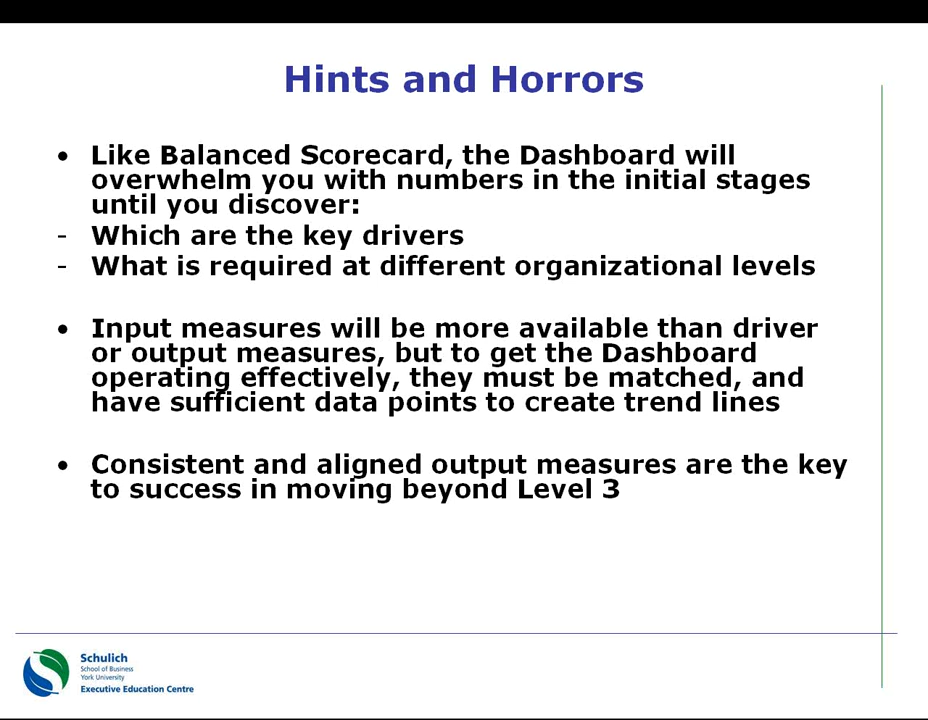 Hints and Horrors
• Like Balanced Scorecard, the Dashboard will
overwhelm you with numbers in the initial stages
until you discover:
- Which are the key drivers
- What is required at different organizational levels
• Input measures will be more available than driver
or output measures, but to get the Dashboard
operating effectively, they must be matched, and
have sufficient data points to create trend lines
• Consistent and aligned output measures are the key
to success in moving beyond Level 3
Schulich
School of Business
York University
Executive Education Centre